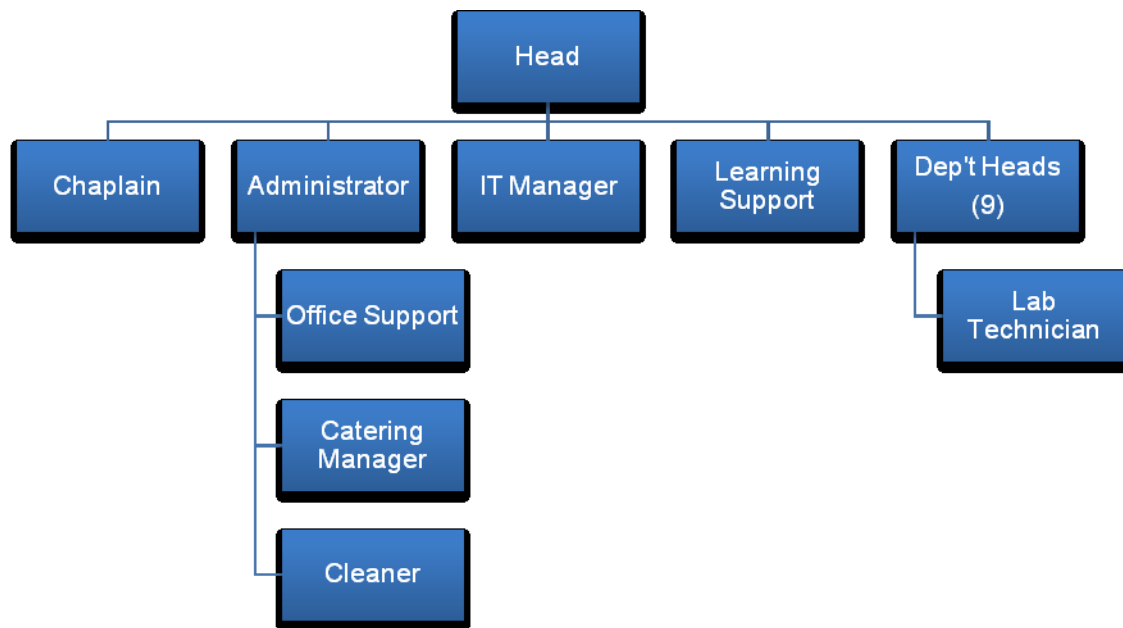 Head
Chaplain
Administrator
IT Manager
Learning
Support
Dep't Heads
(9)
Office Support
Lab
Technician
Catering
Manager
Cleaner